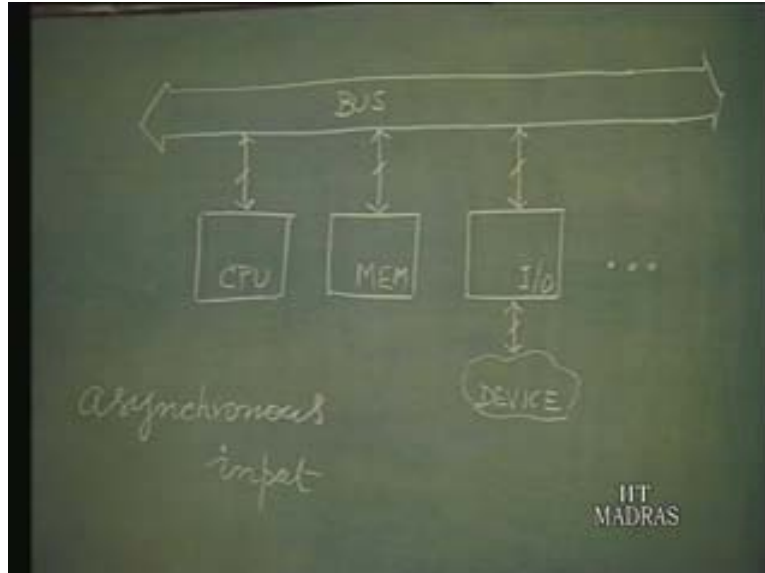 BUS
CPU MEM I/O ...
DEVICE
asynchronous
input
IIT
MADRAS